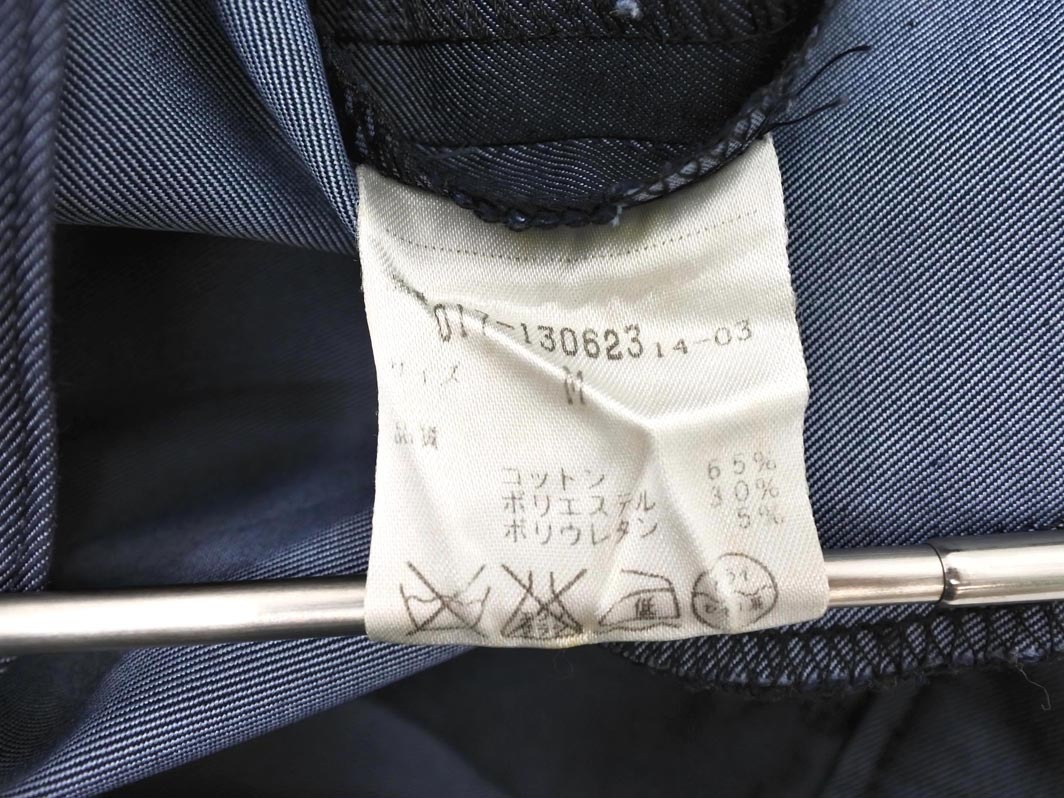 017-130623 14-03
サイズ M
品質
コットン 65%
ポリエステル 30%
ポリウレタン 5%
低